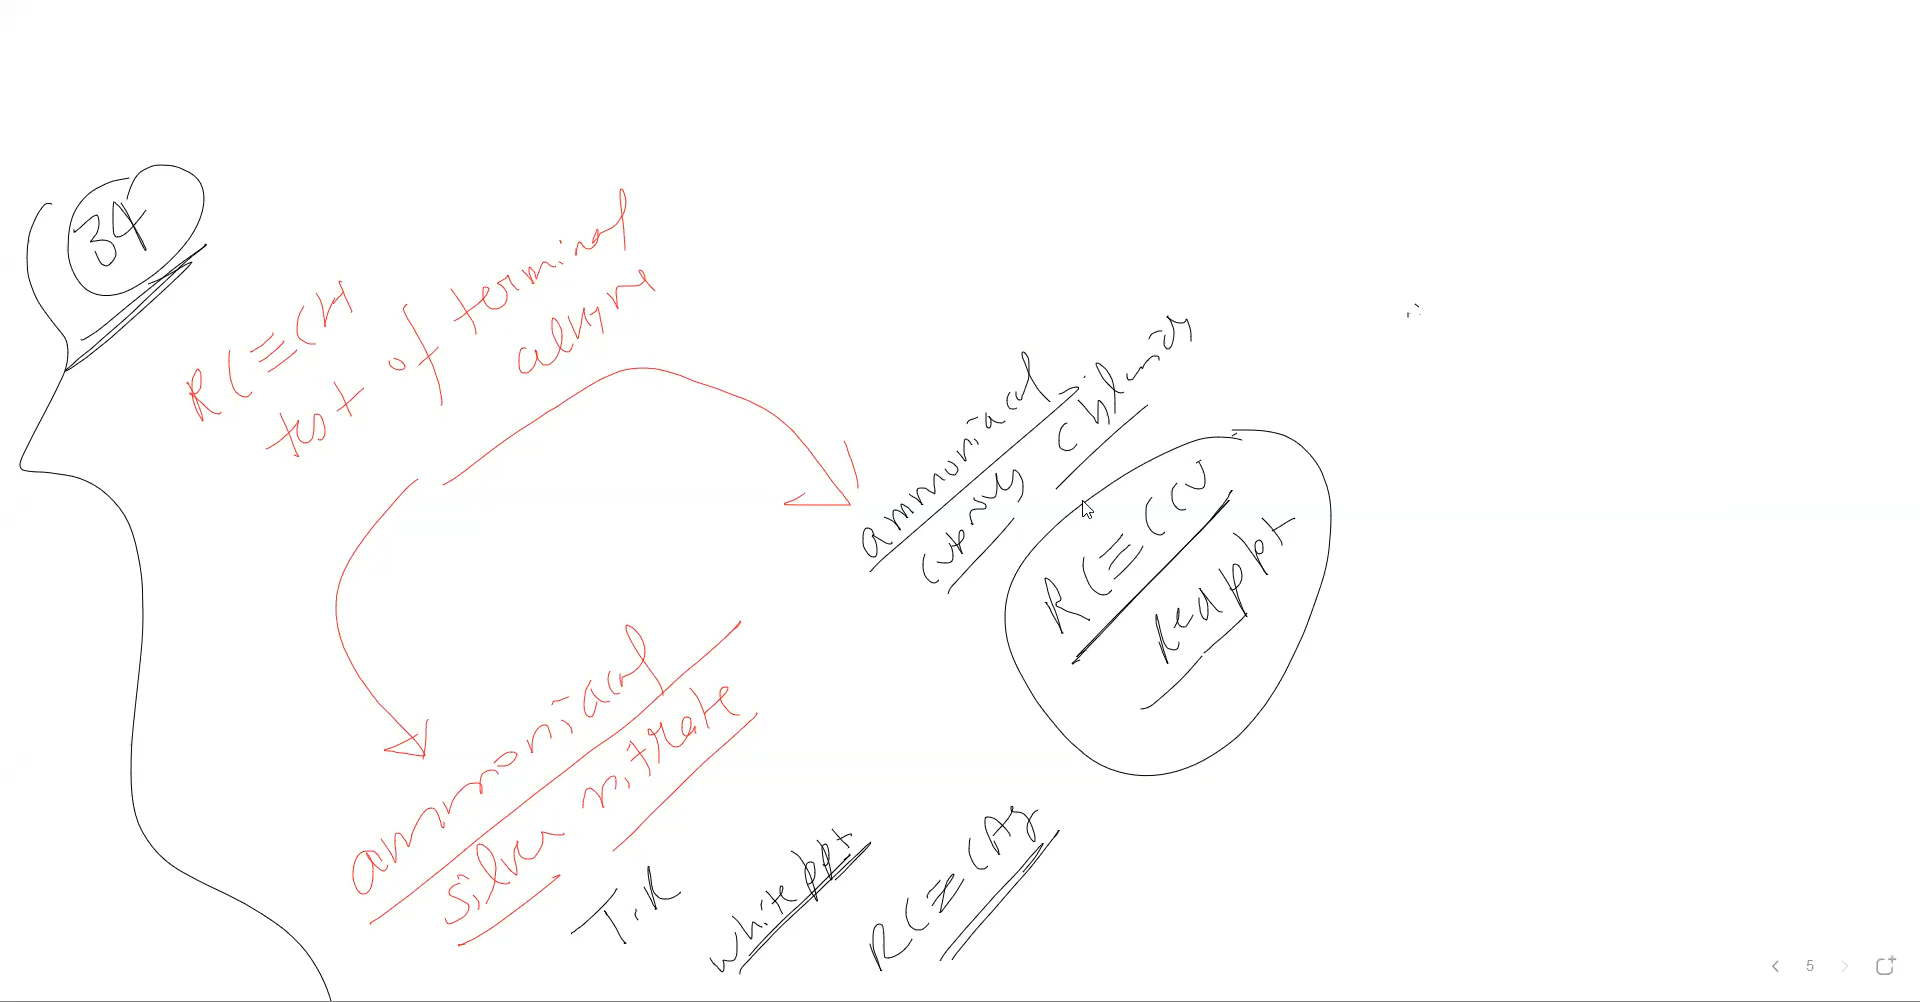 34
RC≡CH
test of terminal
alkyne
ammoniacal
cuprous chloride
RC≡CCu
Red ppt
ammoniacal
silver nitrate
T.R
white ppt
RC≡CAg
5